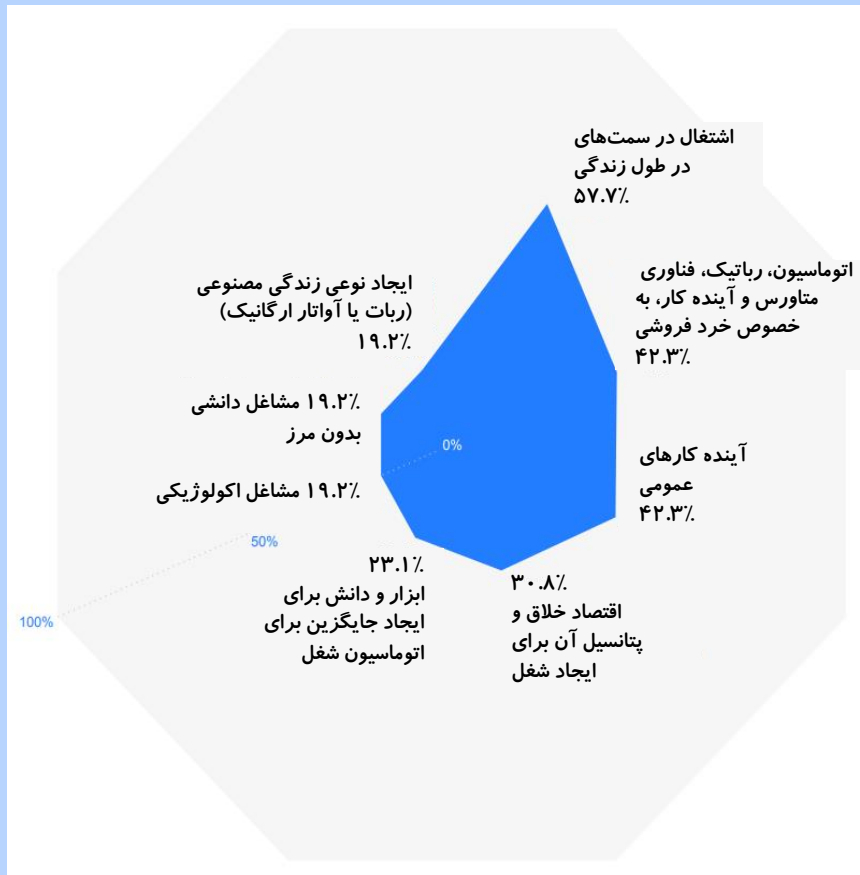 اشتغال در سمت‌های
در طول زندگی
۵۷.۷٪
اتوماسیون، رباتیک، فناوری
متاورس و آینده کار، به
خصوص خرد فروشی
۴۲.۳٪
آینده کارهای
عمومی
۴۲.۳٪
۳۰.۸٪
اقتصاد خلاق و
پتانسیل آن برای
ایجاد شغل
۲۳.۱٪
ابزار و دانش برای
ایجاد جایگزین برای
اتوماسیون شغل
۱۹.۲٪ مشاغل اکولوژیکی
۱۹.۲٪ مشاغل دانشی
بدون مرز
ایجاد نوعی زندگی مصنوعی
(ربات یا آواتار ارگانیک)
۱۹.۲٪
0%
50%
100%